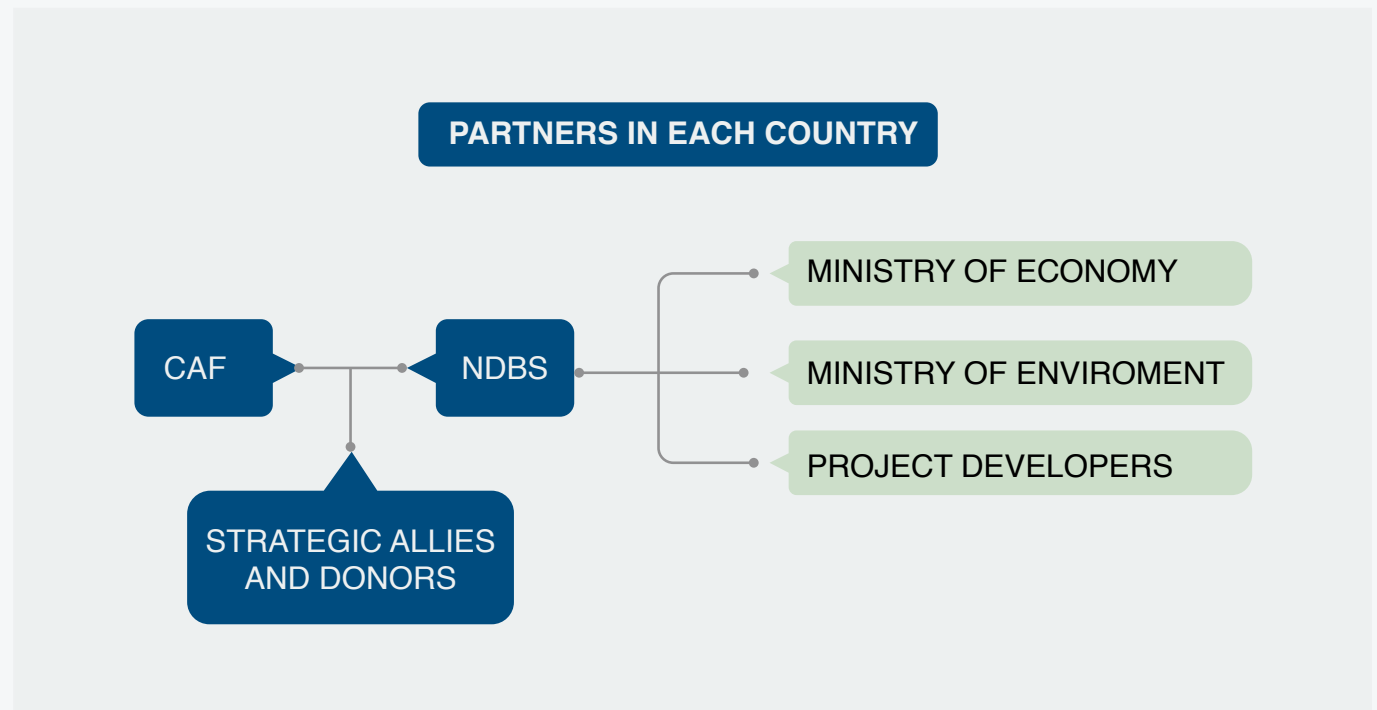 PARTNERS IN EACH COUNTRY
CAF
NDBS
STRATEGIC ALLIES
AND DONORS
MINISTRY OF ECONOMY
MINISTRY OF ENVIROMENT
PROJECT DEVELOPERS